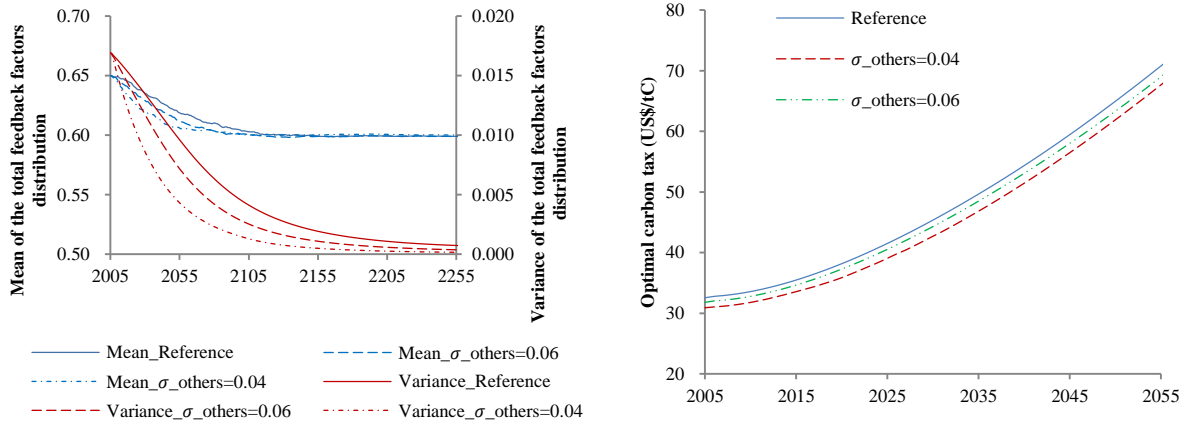 Mean of the total feedback factors
distribution
0.70
0.65
0.60
0.55
0.50
0.020
0.015
0.010
0.005
0.000
Variance of the total feedback factors
distribution
2005
2055
2105
2155
2205
2255
Mean_Reference
Mean_σ_others=0.06
Mean_σ_others=0.04
Variance_Reference
Variance_σ_others=0.06
Variance_σ_others=0.04
Optimal carbon tax (US$/tC)
80
70
60
50
40
30
20
2005
2015
2025
2035
2045
2055
Reference
σ_others=0.04
σ_others=0.06